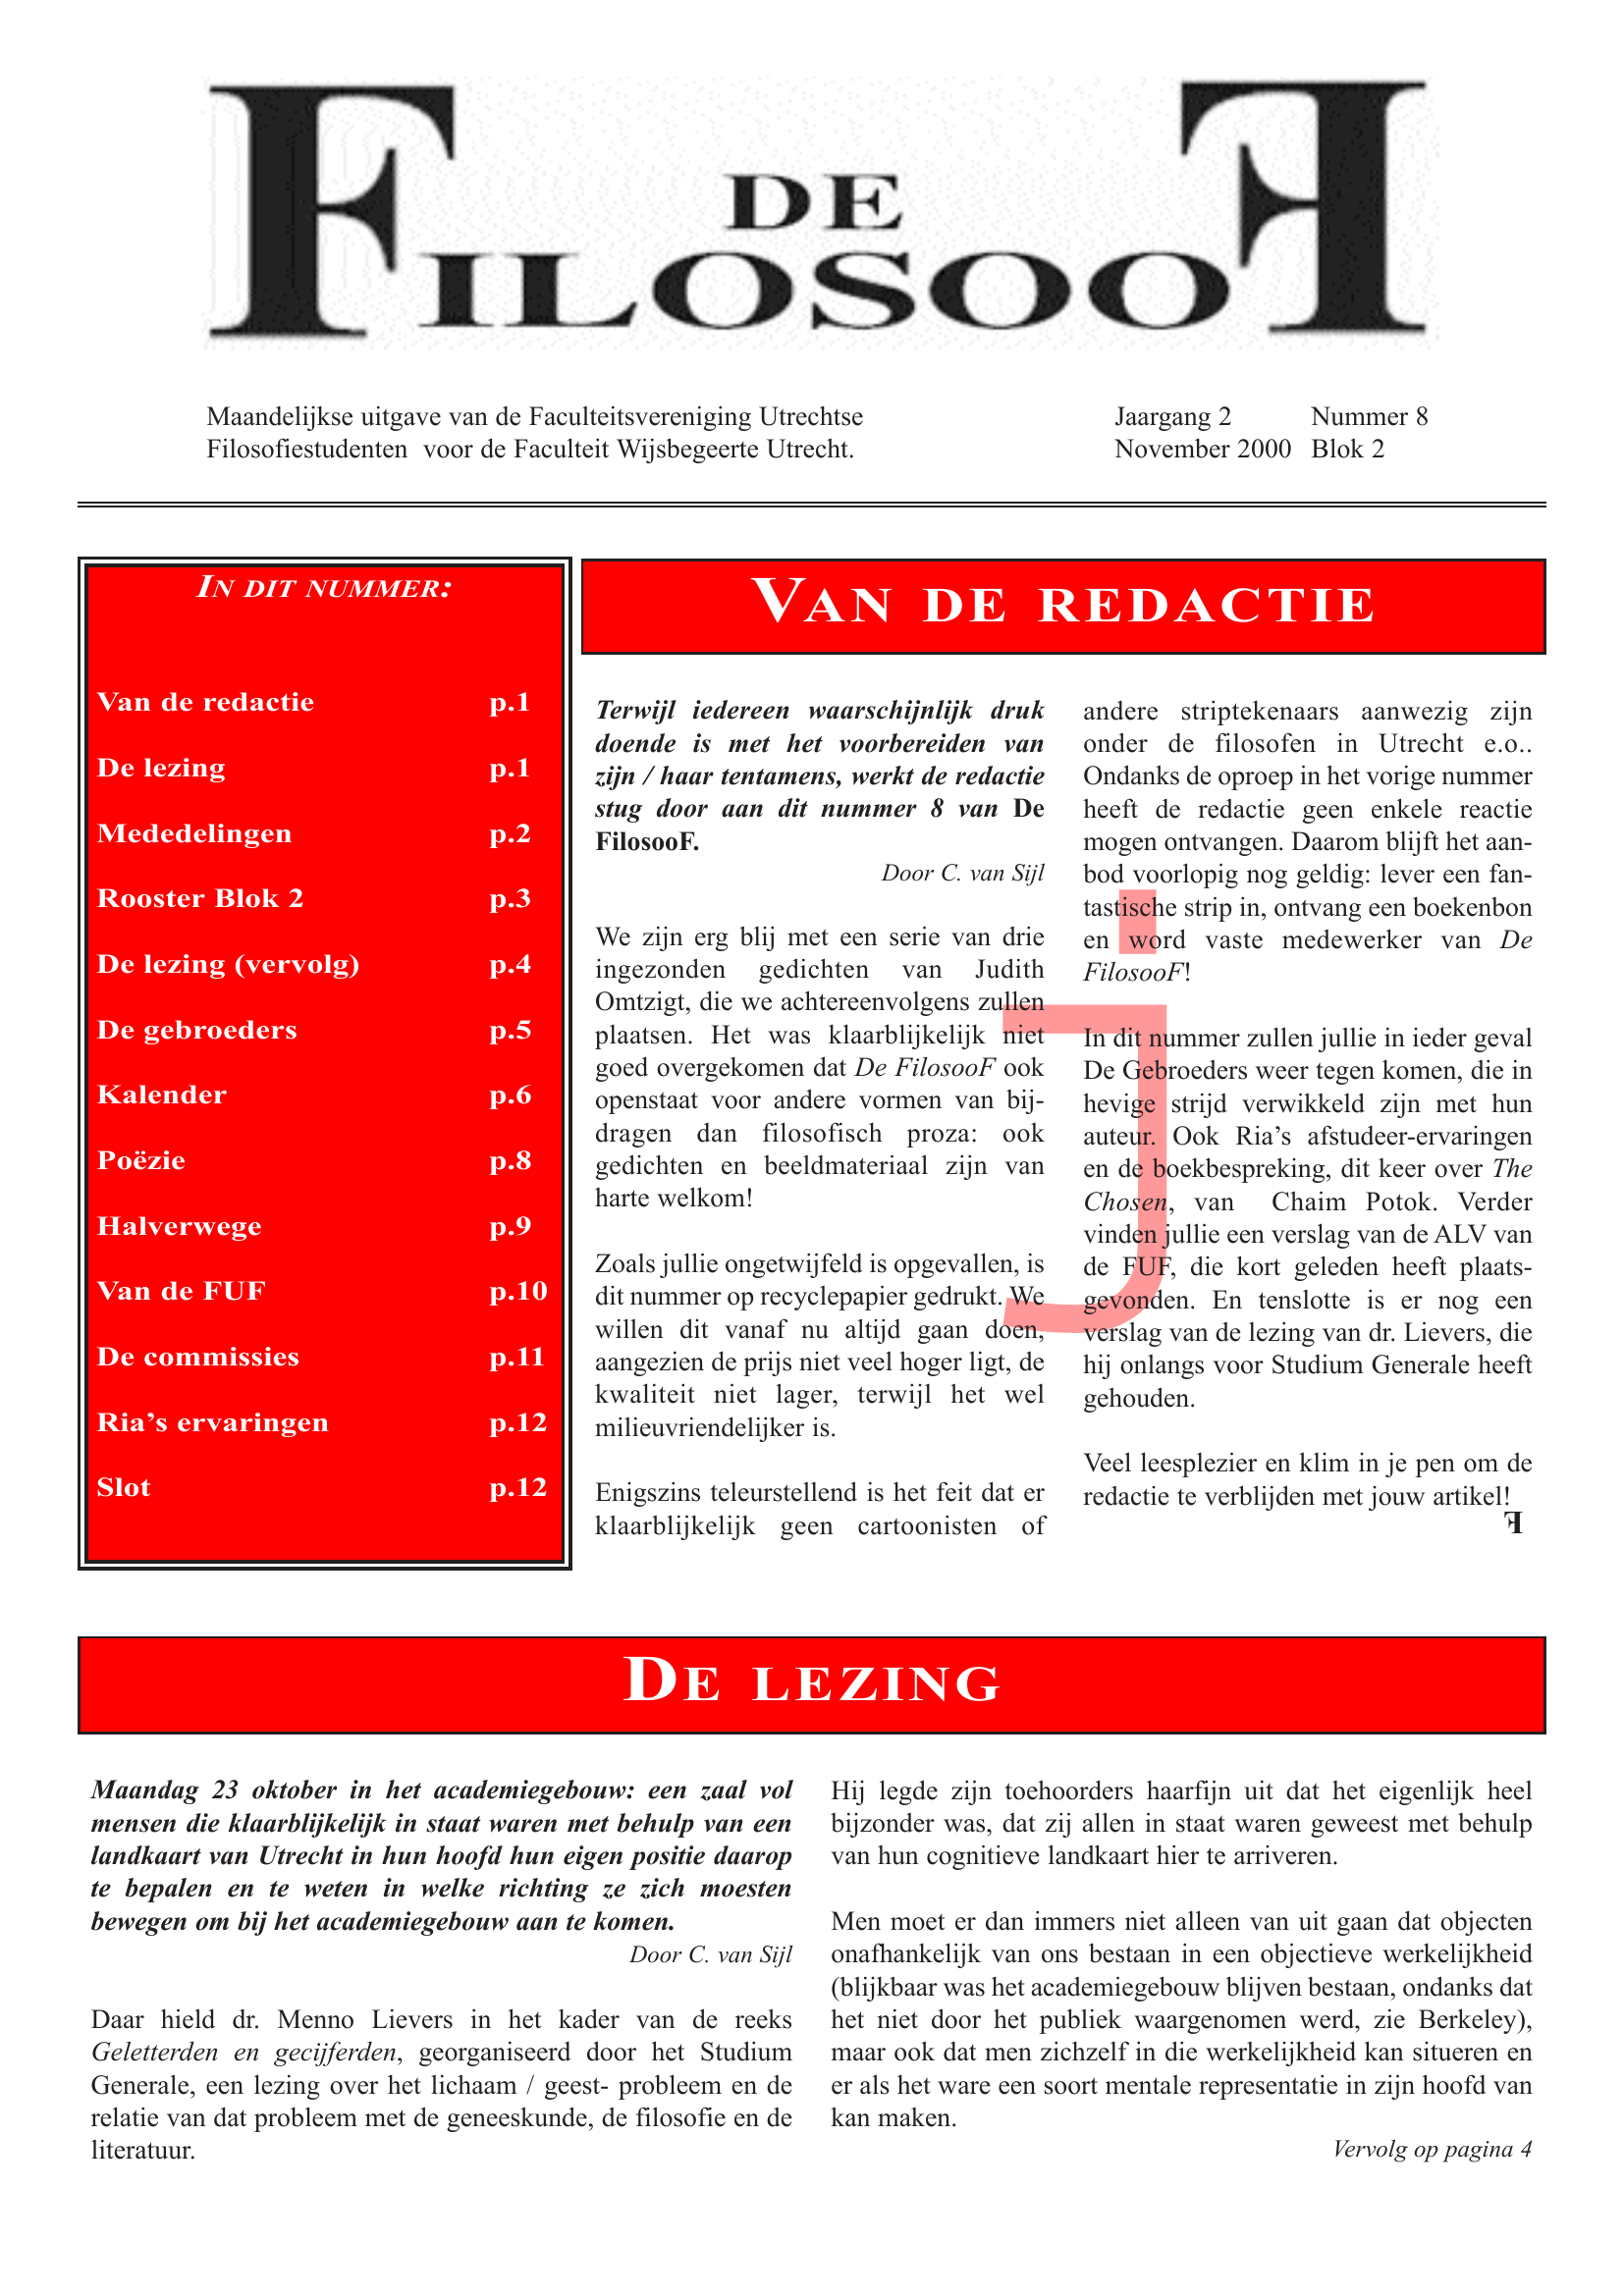 DE
FILOSOOF
Maandelijkse uitgave van de Faculteitsvereniging Utrechtse
Filosofiestudenten voor de Faculteit Wijsbegeerte Utrecht.
Jaargang 2 Nummer 8
November 2000 Blok 2
IN DIT NUMMER:
Van de redactie p.1
De lezing p.1
Mededelingen p.2
Rooster Blok 2 p.3
De lezing (vervolg) p.4
De gebroeders p.5
Kalender p.6
Poëzie p.8
Halverwege p.9
Van de FUF p.10
De commissies p.11
Ria's ervaringen p.12
Slot p.12
VAN DE REDACTIE
Terwijl iedereen waarschijnlijk druk
doende is met het voorbereiden van
zijn / haar tentamens, werkt de redactie
stug door aan dit nummer 8 van De
FilosooF.
Door C. van Sijl
We zijn erg blij met een serie van drie
ingezonden gedichten van Judith
Omtzigt, die we achtereenvolgens zullen
plaatsen. Het was klaarblijkelijk niet
goed overgekomen dat De FilosooF ook
openstaat voor andere vormen van bij-
dragen dan filosofisch proza: ook
gedichten en beeldmateriaal zijn van
harte welkom!
Zoals jullie ongetwijfeld is opgevallen, is
dit nummer op recyclepapier gedrukt. We
willen dit vanaf nu altijd gaan doen,
aangezien de prijs niet veel hoger ligt, de
kwaliteit niet lager, terwijl het wel
milieuvriendelijker is.
Enigszins teleurstellend is het feit dat er
klaarblijkelijk geen cartoonisten of
andere striptekenaars aanwezig zijn
onder de filosofen in Utrecht e.o..
Ondanks de oproep in het vorige nummer
heeft de redactie geen enkele reactie
mogen ontvangen. Daarom blijft het aan-
bod voorlopig nog geldig: lever een fan-
tastische strip in, ontvang een boekenbon
en word vaste medewerker van De
FilosooF!
In dit nummer zullen jullie in ieder geval
De Gebroeders weer tegen komen, die in
hevige strijd verwikkeld zijn met hun
auteur. Ook Ria's afstudeer-ervaringen
en de boekbespreking, dit keer over The
Chosen, van Chaim Potok. Verder
vinden jullie een verslag van de ALV van
de FUF, die kort geleden heeft plaats-
gevonden. En tenslotte is er nog een
verslag van de lezing van dr. Lievers, die
hij onlangs voor Studium Generale heeft
gehouden.
Veel leesplezier en klim in je pen om de
redactie te verblijden met jouw artikel!
F
j
DE LEZING
Maandag 23 oktober in het academiegebouw: een zaal vol
mensen die klaarblijkelijk in staat waren met behulp van een
landkaart van Utrecht in hun hoofd hun eigen positie daarop
te bepalen en te weten in welke richting ze zich moesten
bewegen om bij het academiegebouw aan te komen.
Door C. van Sijl
Daar hield dr. Menno Lievers in het kader van de reeks
Geletterden en gecijferden, georganiseerd door het Studium
Generale, een lezing over het lichaam / geest- probleem en de
relatie van dat probleem met de geneeskunde, de filosofie en de
literatuur.
Hij legde zijn toehoorders haarfijn uit dat het eigenlijk heel
bijzonder was, dat zij allen in staat waren geweest met behulp
van hun cognitieve landkaart hier te arriveren.
Men moet er dan immers niet alleen van uit gaan dat objecten
onafhankelijk van ons bestaan in een objectieve werkelijkheid
(blijkbaar was het academiegebouw blijven bestaan, ondanks dat
het niet door het publiek waargenomen werd, zie Berkeley),
maar ook dat men zichzelf in die werkelijkheid kan situeren en
er als het ware een soort mentale representatie in zijn hoofd van
kan maken.
Vervolg op pagina 4